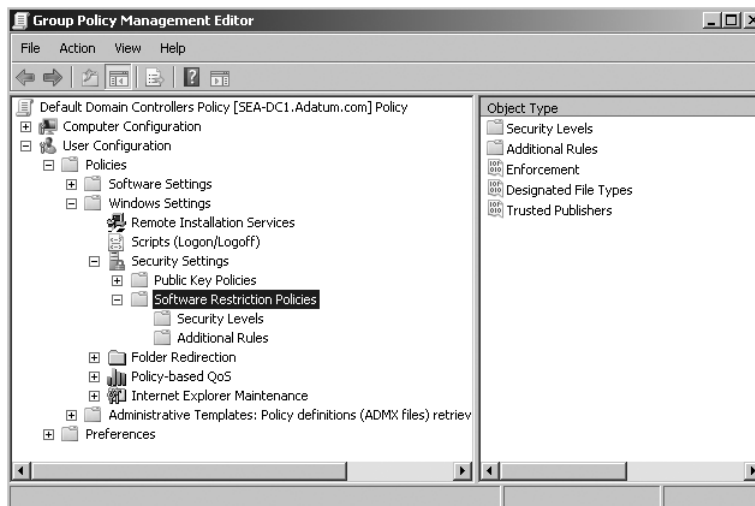 Group Policy Management Editor
File Action View Help
Default Domain Controllers Policy [SEA-DC1.Adatum.com] Policy
Computer Configuration
User Configuration
Policies
Software Settings
Windows Settings
Remote Installation Services
Scripts (Logon/Logoff)
Security Settings
Public Key Policies
Software Restriction Policies
Security Levels
Additional Rules
Folder Redirection
Policy-based QoS
Internet Explorer Maintenance
Administrative Templates: Policy definitions (ADMX files) retriev
Preferences
Object Type
Security Levels
Additional Rules
Enforcement
Designated File Types
Trusted Publishers